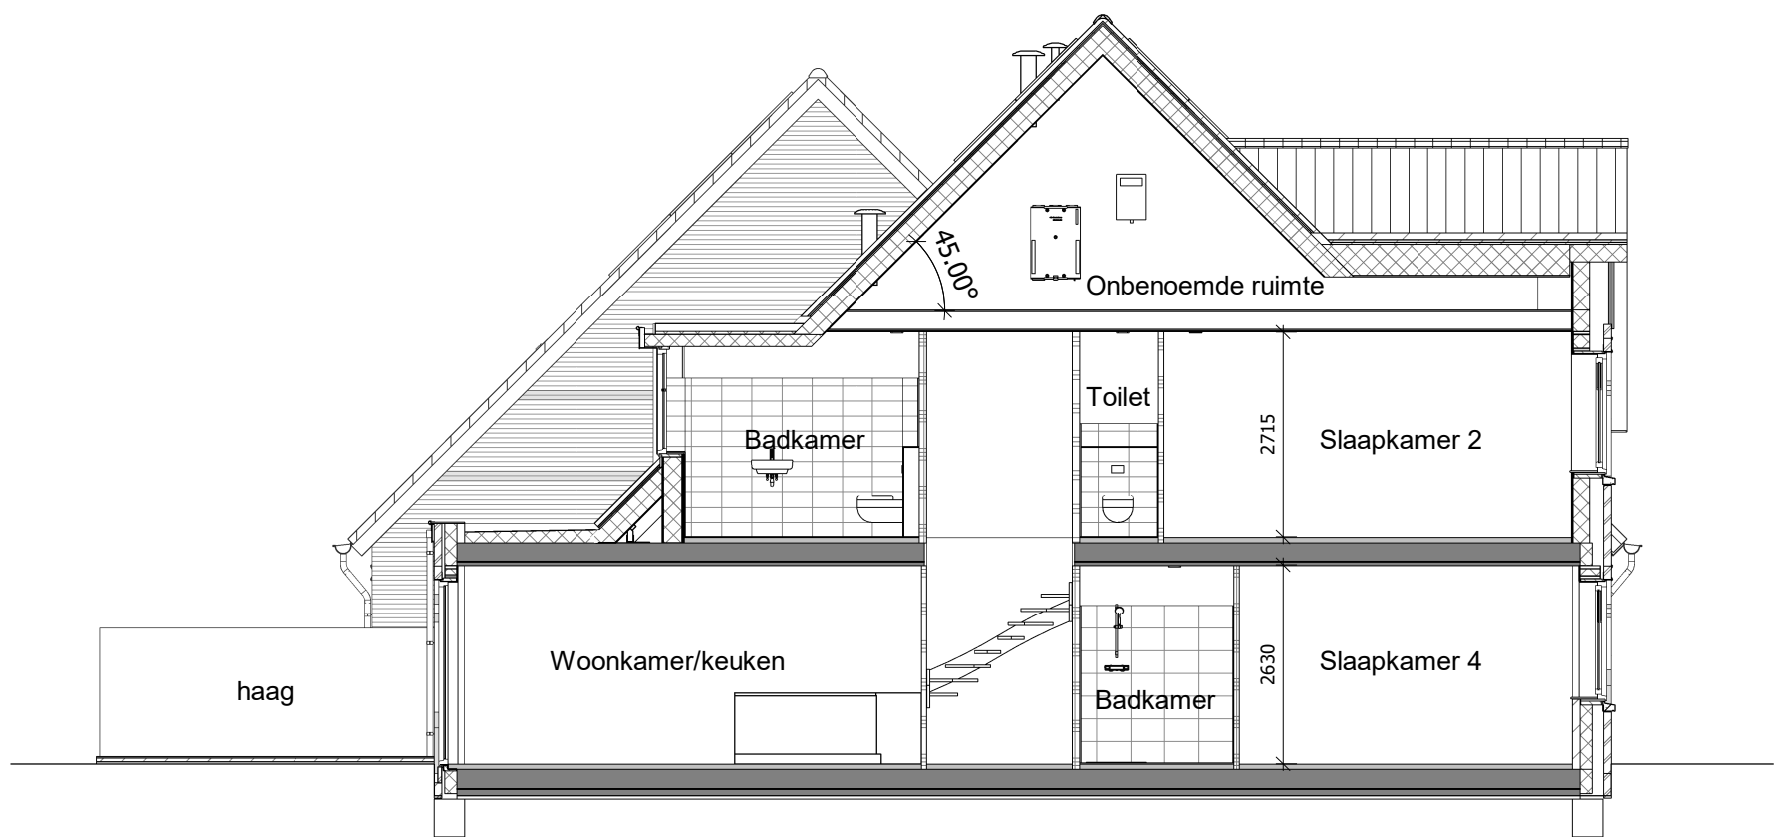 45.00°
Onbenoemde ruimte
Toilet
Badkamer
2715
Slaapkamer 2
Woonkamer/keuken
2630
Slaapkamer 4
haag
Badkamer